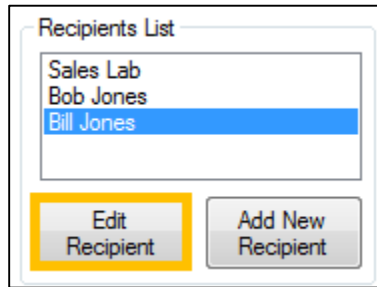 Recipients List
Sales Lab
Bob Jones
Bill Jones
Edit
Recipient
Add New
Recipient